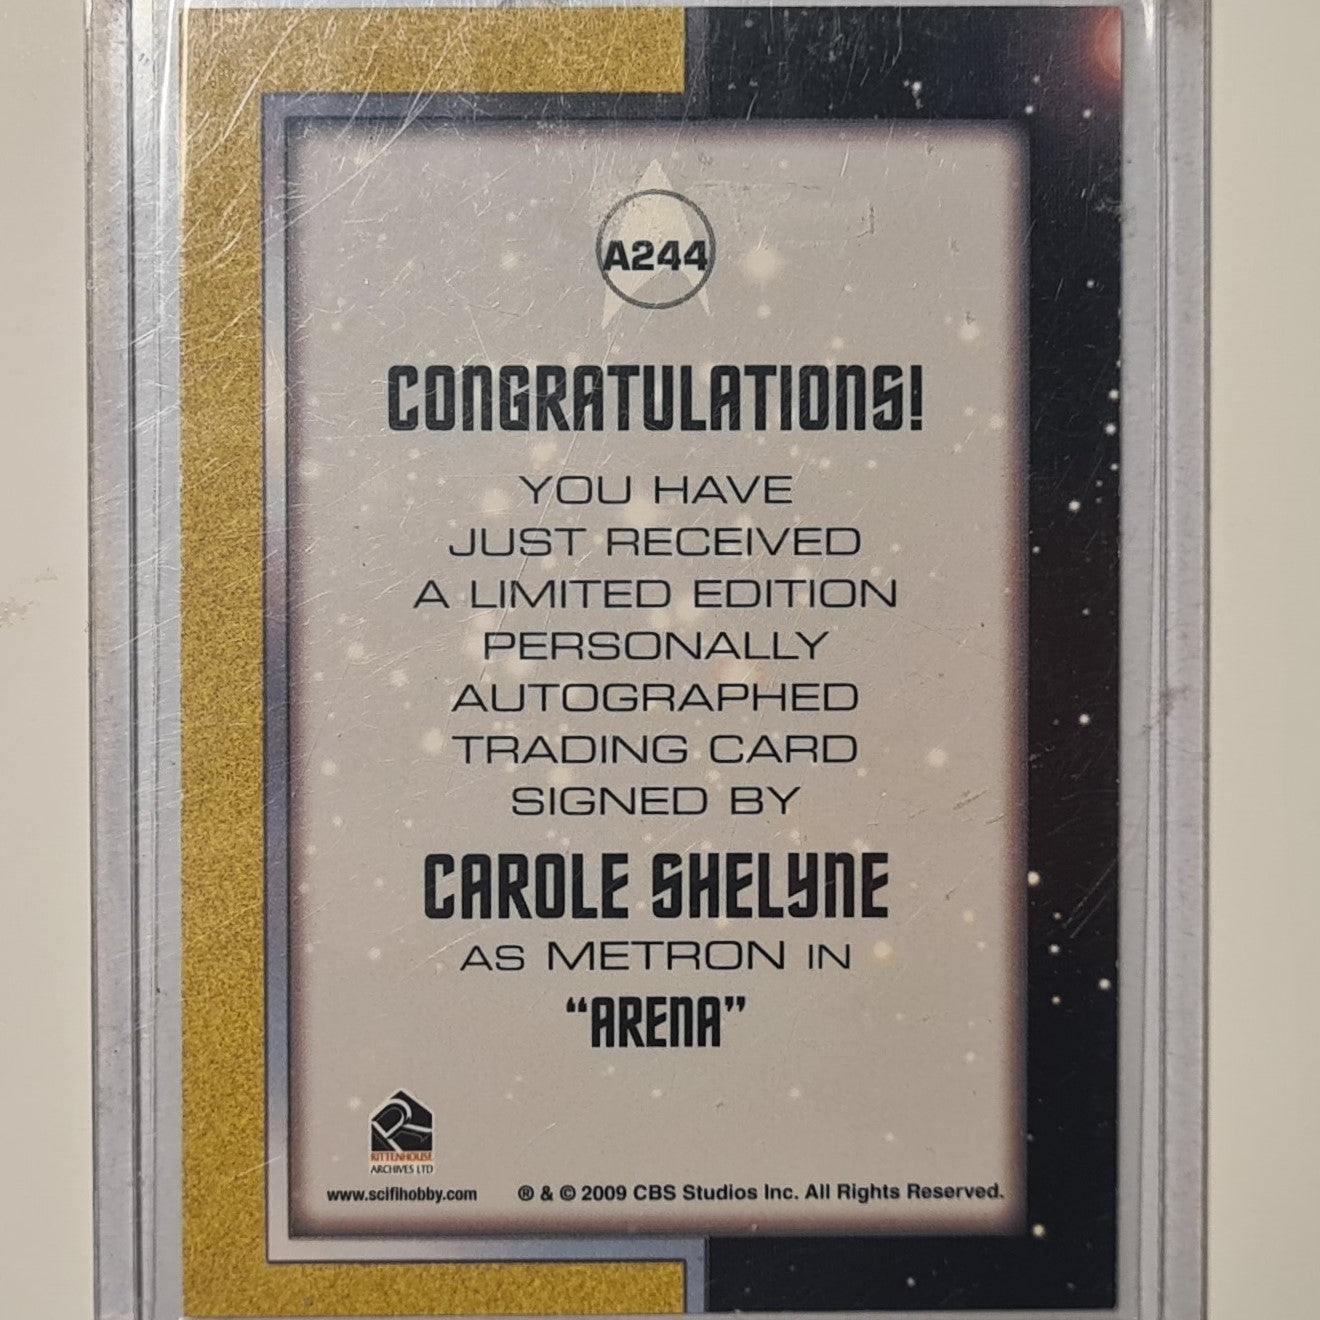 A244
CONGRATULATIONS!
YOU HAVE
JUST RECEIVED
A LIMITED EDITION
PERSONALLY
AUTOGRAPHED
TRADING CARD
SIGNED BY
CAROLE SHELYNE
AS METRON IN
“ARENA”
RITTENHOUSE
ARCHIVES LTD
www.scifihobby.com ® & © 2009 CBS Studios Inc. All Rights Reserved.